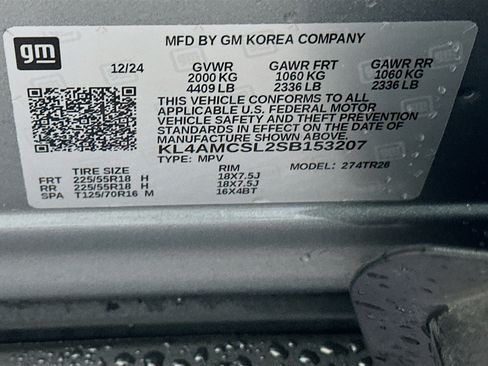 gm
MFD BY GM KOREA COMPANY
12/24 GVWR GAWR FRT GAWR RR
2000 KG 1060 KG 1060 KG
4409 LB 2336 LB 2336 LB
THIS VEHICLE CONFORMS TO ALL
APPLICABLE U.S. FEDERAL MOTOR
VEHICLE SAFETY AND THEFT PREVENTION
STANDARDS IN EFFECT ON THE DATE OF
MANUFACTURE SHOWN ABOVE.
KL4AMCSL2SB153207
TYPE: MPV MODEL: 274TR26
TIRE SIZE RIM
FRT 225/55R18 H 18X7.5J
RR 225/55R18 H 18X7.5J
SPA T125/70R16 M 16X4BT